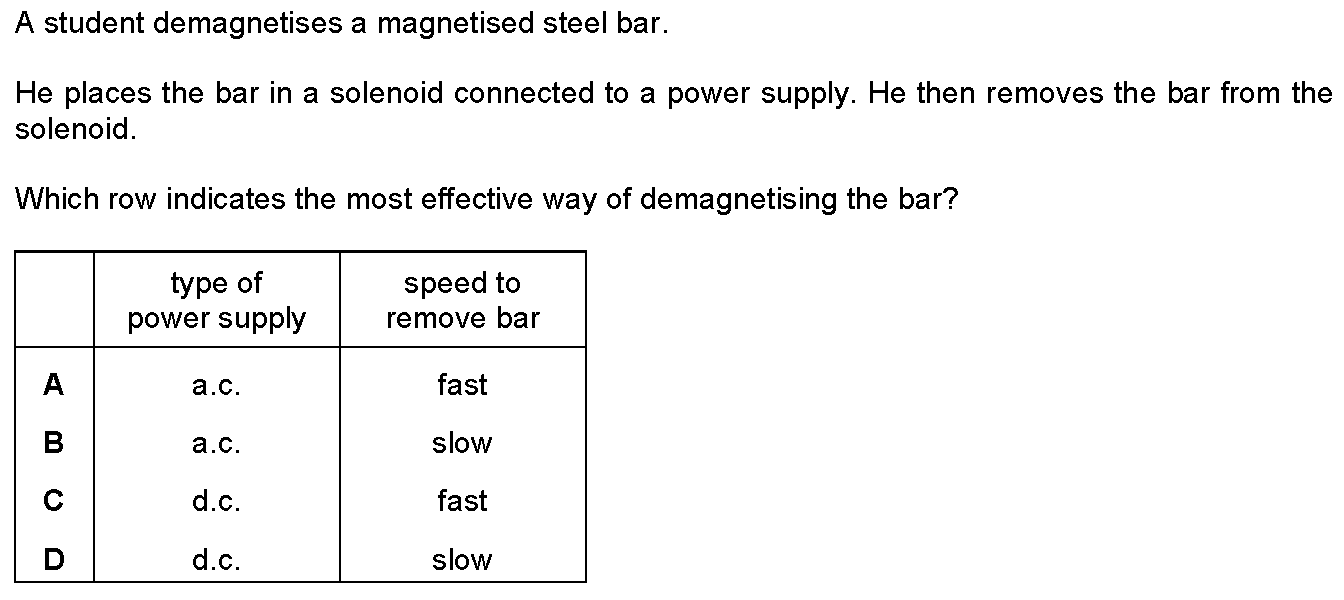 A student demagnetises a magnetised steel bar.
He places the bar in a solenoid connected to a power supply. He then removes the bar from the
solenoid.
Which row indicates the most effective way of demagnetising the bar?
type of speed to
power supply remove bar
A a.c. fast
B a.c. slow
C d.c. fast
D d.c. slow